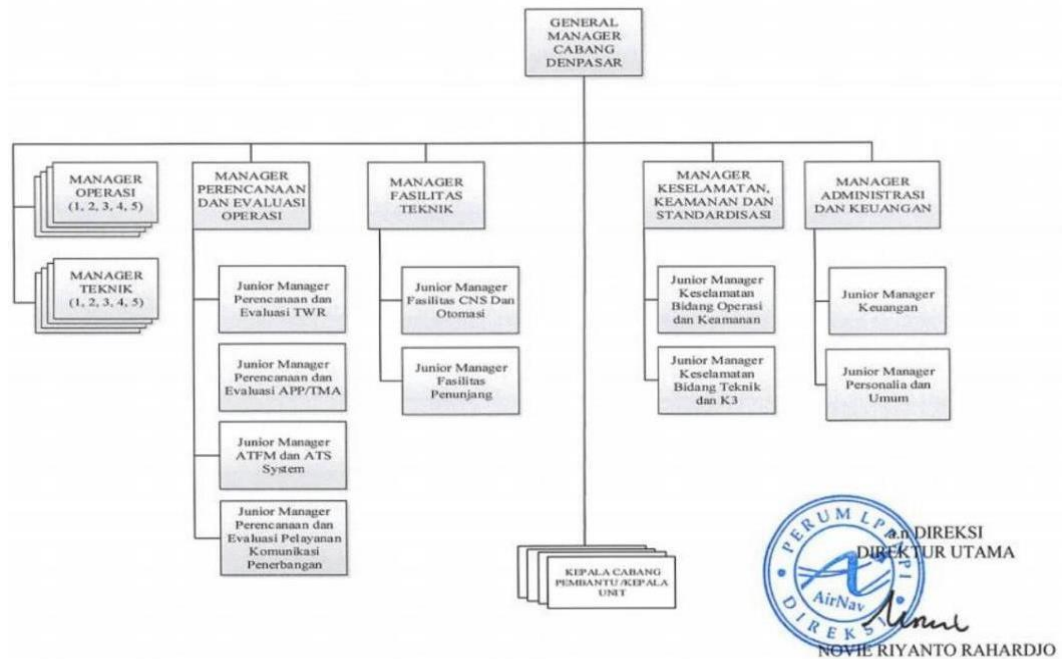 GENERAL
MANAGER
CABANG
DENPASAR
MANAGER
OPERASI
(1, 2, 3, 4, 5)
MANAGER
TEKNIK
(1, 2, 3, 4, 5)
MANAGER
PERENCANAAN
DAN EVALUASI
OPERASI
Junior Manager
Perencanaan dan
Evaluasi TWR
Junior Manager
Perencanaan dan
Evaluasi APP/TMA
Junior Manager
ATFM dan ATS
System
Junior Manager
Perencanaan dan
Evaluasi Pelayanan
Komunikasi
Penerbangan
MANAGER
FASILITAS
TEKNIK
Junior Manager
Fasilitas CNS Dan
Otomasi
Junior Manager
Fasilitas
Penunjang
MANAGER
KESELAMATAN,
KEAMANAN DAN
STANDARDISASI
Junior Manager
Keselamatan
Bidang Operasi
dan Keamanan
Junior Manager
Keselamatan
Bidang Teknik
dan K3
MANAGER
ADMINISTRASI
DAN KEUANGAN
Junior Manager
Keuangan
Junior Manager
Personalia dan
Umum
KEPALA CABANG
PEMBANTU /KEPALA
UNIT
a.n DIREKSI
DIREKTUR UTAMA
PERUM LPPNPI
AirNav
DIREKSI
NOVIE RIYANTO RAHARDJO